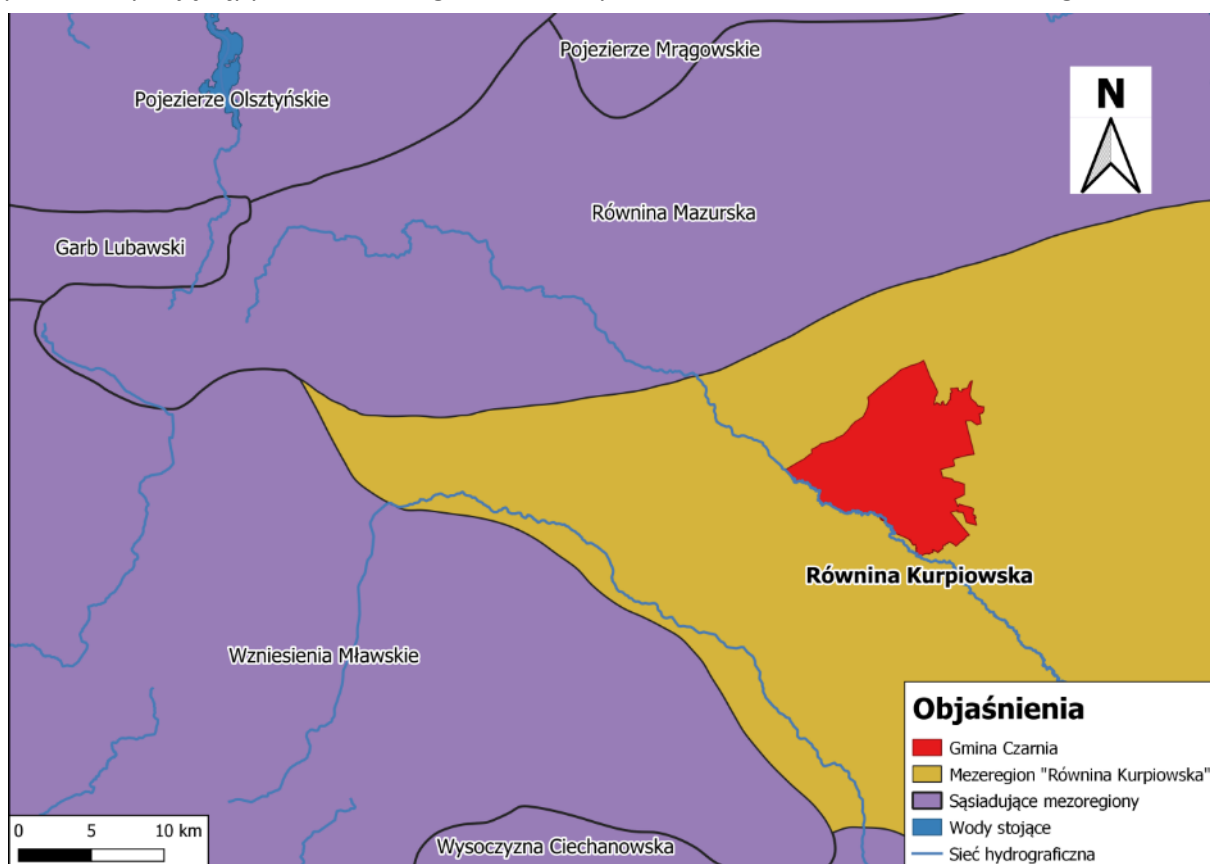 Pojezierze Mrągowskie
Pojezierze Olsztyńskie
N
Równina Mazurska
Garb Lubawski
Równina Kurpiowska
Wzniesienia Mławskie
Wysoczyzna Ciechanowska
Objaśnienia
Gmina Czarnia
Mezeregion "Równina Kurpiowska"
Sąsiadujące mezoregiony
Wody stojące
Sieć hydrograficzna
0 5 10 km